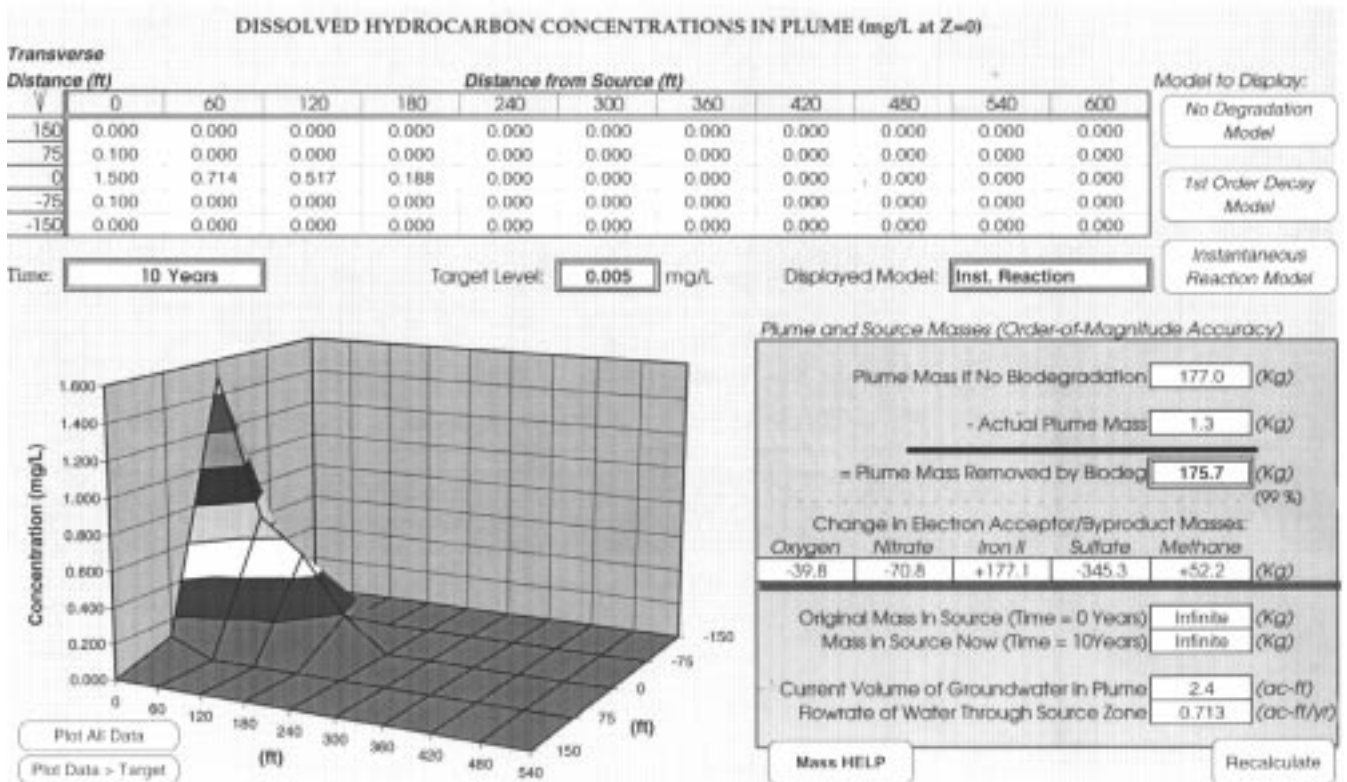 DISSOLVED HYDROCARBON CONCENTRATIONS IN PLUME (mg/L at Z=0)
Transverse
Distance (ft) Distance from Source (ft) Model to Display:
0 60 120 180 240 300 360 420 480 540 600
150 0.000 0.000 0.000 0.000 0.000 0.000 0.000 0.000 0.000 0.000 0.000
75 0.100 0.000 0.000 0.000 0.000 0.000 0.000 0.000 0.000 0.000 0.000
0 1.500 0.714 0.517 0.188 0.000 0.000 0.000 0.000 0.000 0.000 0.000
-75 0.100 0.000 0.000 0.000 0.000 0.000 0.000 0.000 0.000 0.000 0.000
-150 0.000 0.000 0.000 0.000 0.000 0.000 0.000 0.000 0.000 0.000 0.000
No Degradation
Model
1st Order Decay
Model
Instantaneous
Reaction Model
Time: 10 Years Target Level: 0.005 mg/L Displayed Model: Inst. Reaction
Concentration (mg/L)
1.600
1.400
1.200
1.000
0.800
0.600
0.400
0.200
0.000
0 60 120 180 240 300 360 420 480 540
(ft)
-150
-75
0
75
150
(ft)
Plot All Data
Plot Data > Target
Plume and Source Masses (Order-of-Magnitude Accuracy)
Plume Mass If No Biodegradation 177.0 (Kg)
- Actual Plume Mass 1.3 (Kg)
= Plume Mass Removed by Biodeg 175.7 (Kg)
(99 %)
Change In Electron Acceptor/Byproduct Masses:
Oxygen Nitrate Iron II Sulfate Methane
-39.8 -70.8 +177.1 -345.3 +52.2 (Kg)
Original Mass In Source (Time = 0 Years) Infinite (Kg)
Mass in Source Now (Time = 10Years) Infinite (Kg)
Current Volume of Groundwater In Plume 2.4 (ac-ft)
Flowrate of Water Through Source Zone 0.713 (ac-ft/yr)
Mass HELP Recalculate